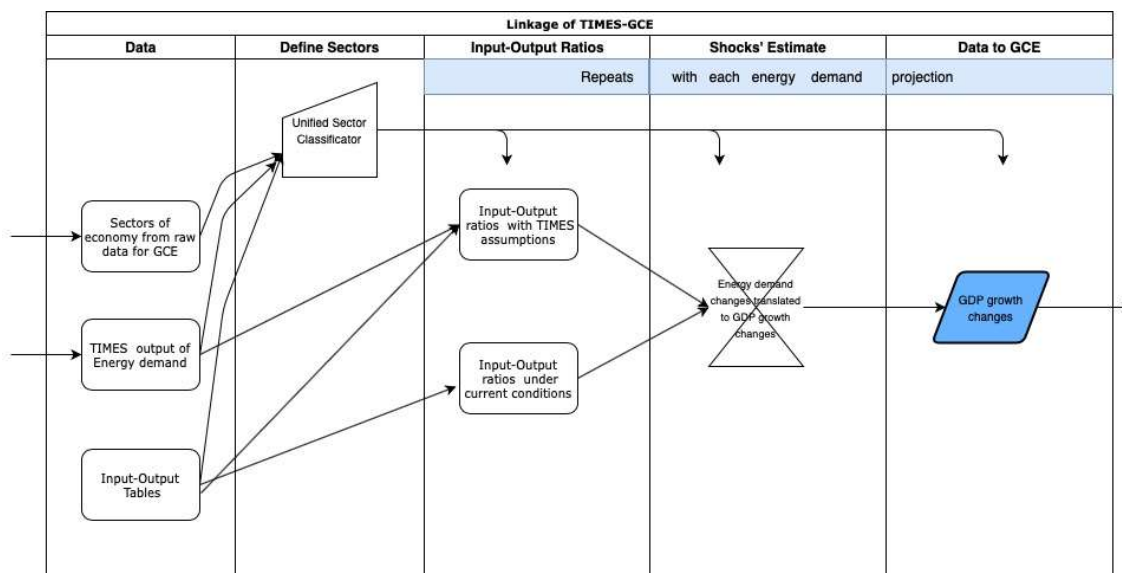 Linkage of TIMES-GCE
Data
Define Sectors
Input-Output Ratios
Shocks' Estimate
Data to GCE
Repeats with each energy demand projection
Unified Sector
Classificator
Sectors of
economy from raw
data for GCE
TIMES output of
Energy demand
Input-Output
Tables
Input-Output
ratios with TIMES
assumptions
Input-Output
ratios under
current conditions
Energy demand
changes translated
to GDP growth
changes
GDP growth
changes